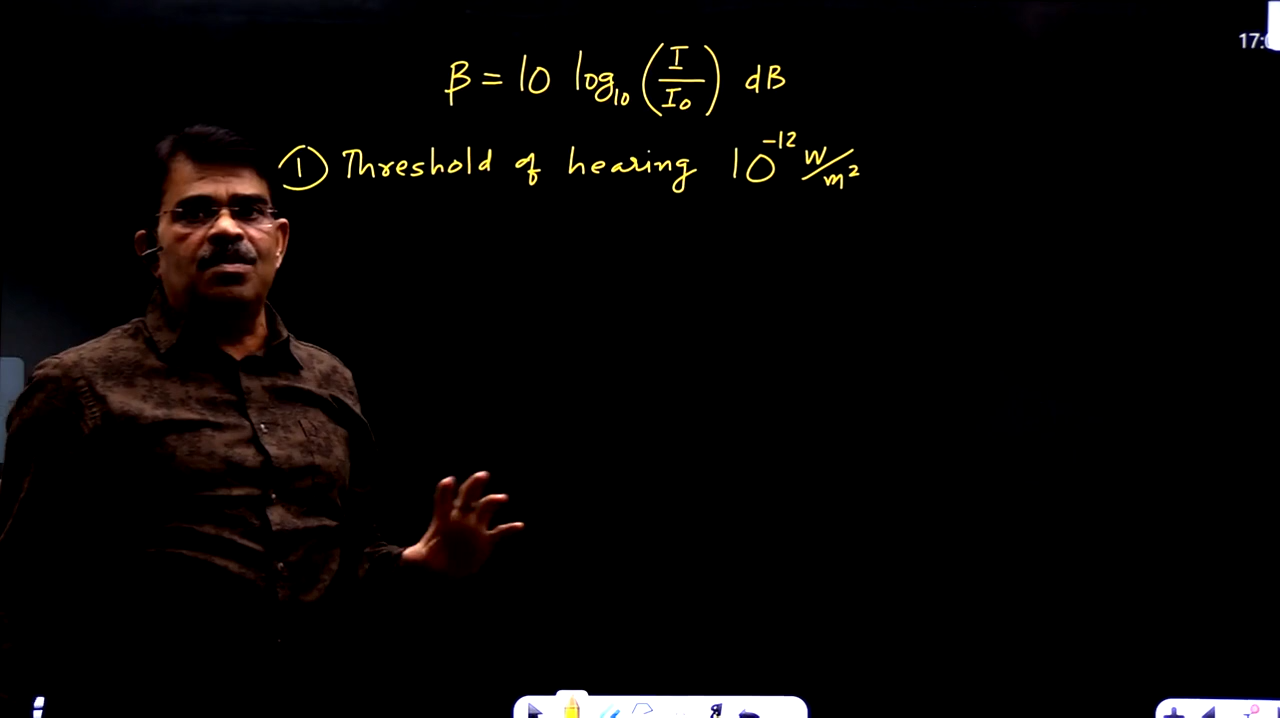 β = 10 log₁₀ (I/I₀) dB
① Threshold of hearing 10⁻¹² W/m²